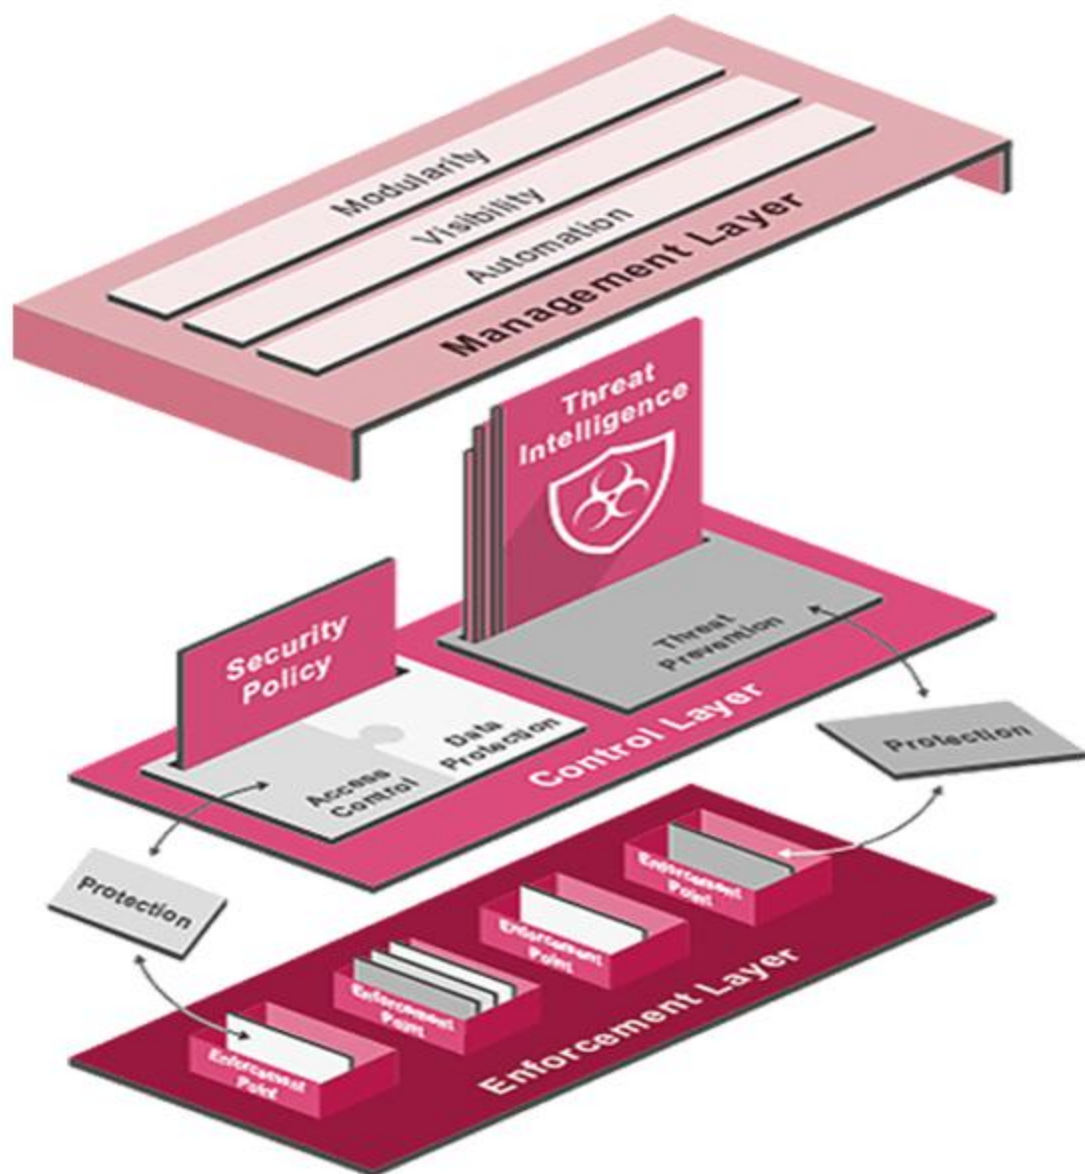 Modularity
Visibility
Automation
Management Layer
Threat
Intelligence
Security
Policy
Threat
Prevention
Data
Protection
Access
Control
Control Layer
Protection
Protection
Enforcement
Point
Enforcement
Point
Enforcement
Point
Enforcement
Point
Enforcement Layer